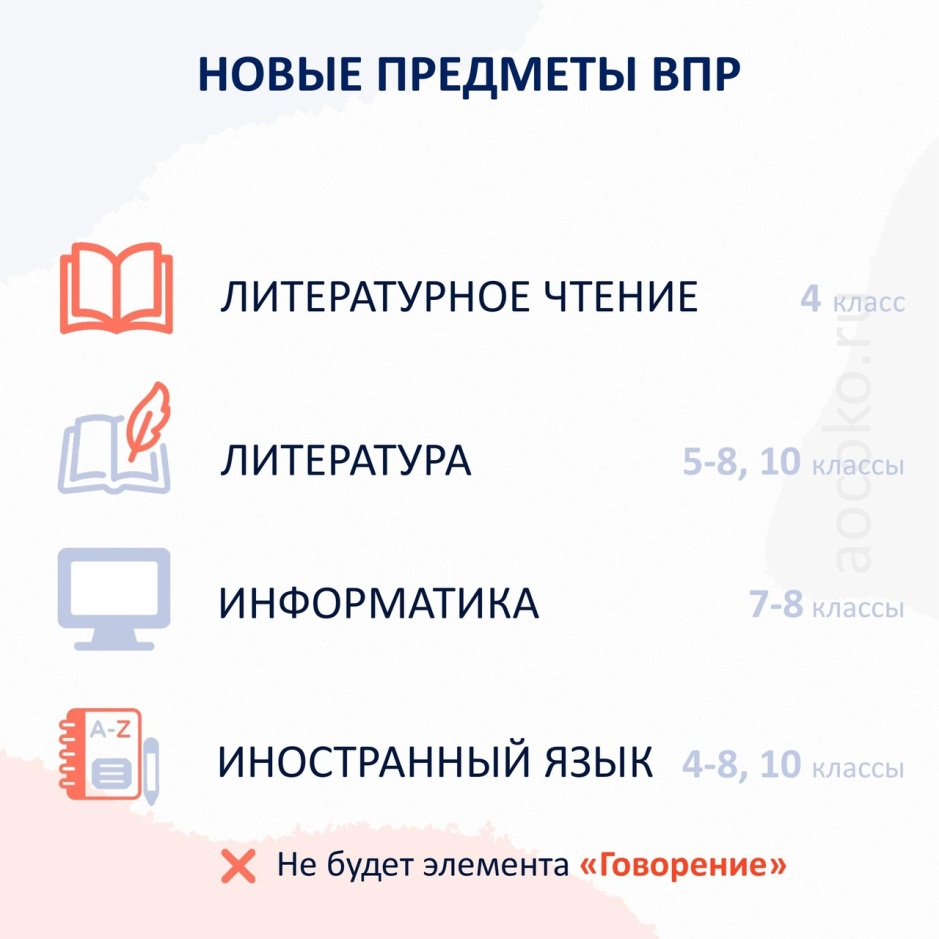 НОВЫЕ ПРЕДМЕТЫ ВПР
ЛИТЕРАТУРНОЕ ЧТЕНИЕ 4 класс
ЛИТЕРАТУРА 5-8, 10 классы
ИНФОРМАТИКА 7-8 классы
A-Z
ИНОСТРАННЫЙ ЯЗЫК 4-8, 10 классы
Не будет элемента «Говорение»
aocoko.ru